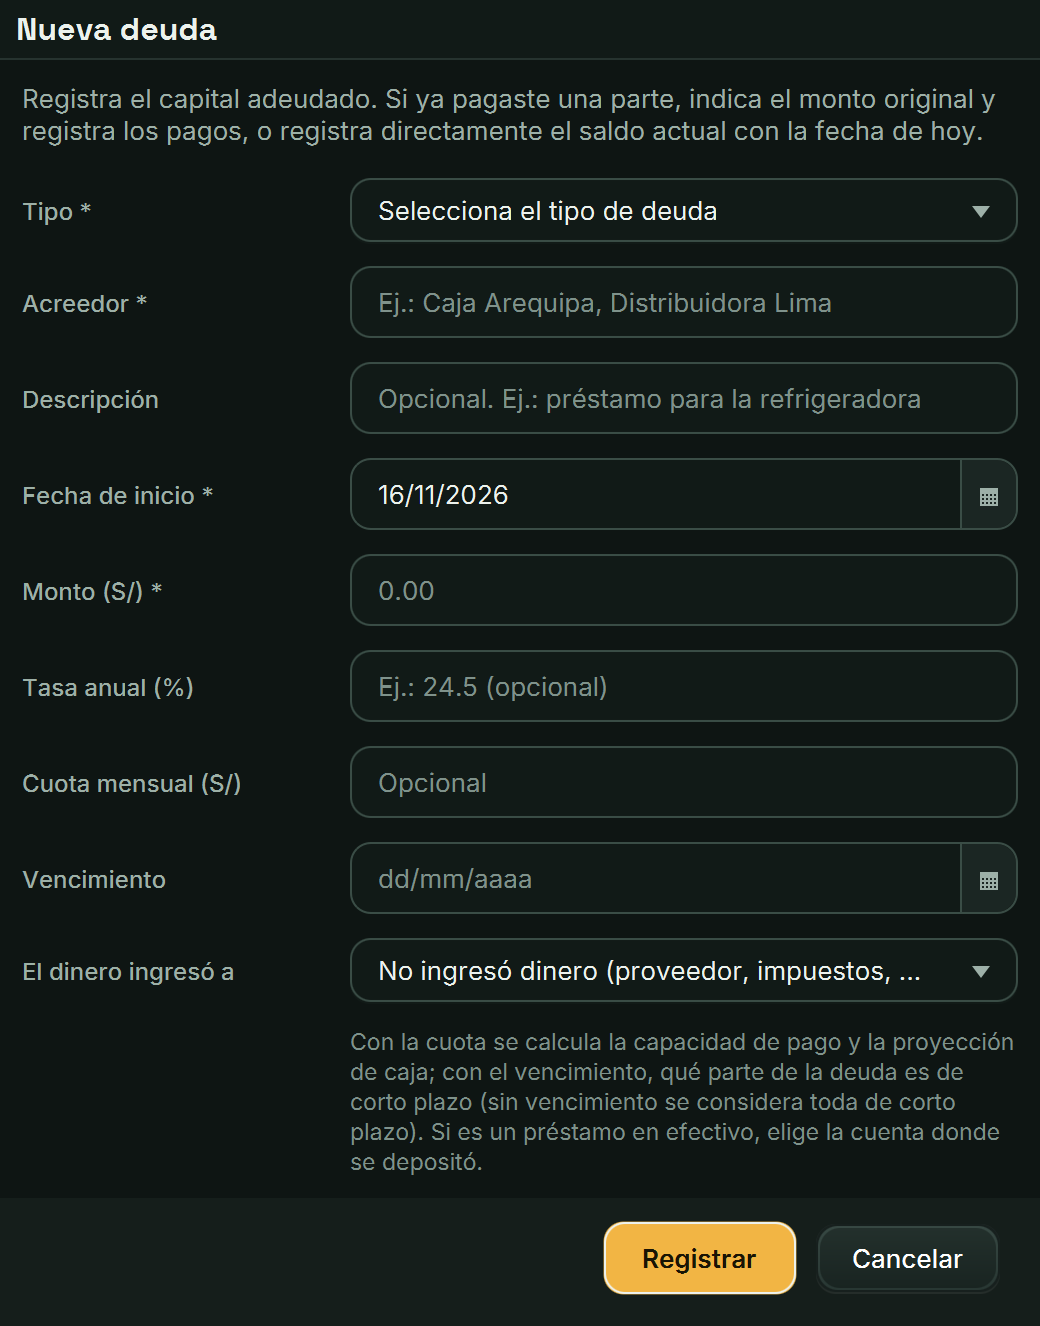 Nueva deuda
Registra el capital adeudado. Si ya pagaste una parte, indica el monto original y
registra los pagos, o registra directamente el saldo actual con la fecha de hoy.
Tipo *
Selecciona el tipo de deuda
Acreedor *
Ej.: Caja Arequipa, Distribuidora Lima
Descripción
Opcional. Ej.: préstamo para la refrigeradora
Fecha de inicio *
16/11/2026
Monto (S/) *
0.00
Tasa anual (%)
Ej.: 24.5 (opcional)
Cuota mensual (S/)
Opcional
Vencimiento
dd/mm/aaaa
El dinero ingresó a
No ingresó dinero (proveedor, impuestos, ...
Con la cuota se calcula la capacidad de pago y la proyección
de caja; con el vencimiento, qué parte de la deuda es de
corto plazo (sin vencimiento se considera toda de corto
plazo). Si es un préstamo en efectivo, elige la cuenta donde
se depositó.
Registrar
Cancelar